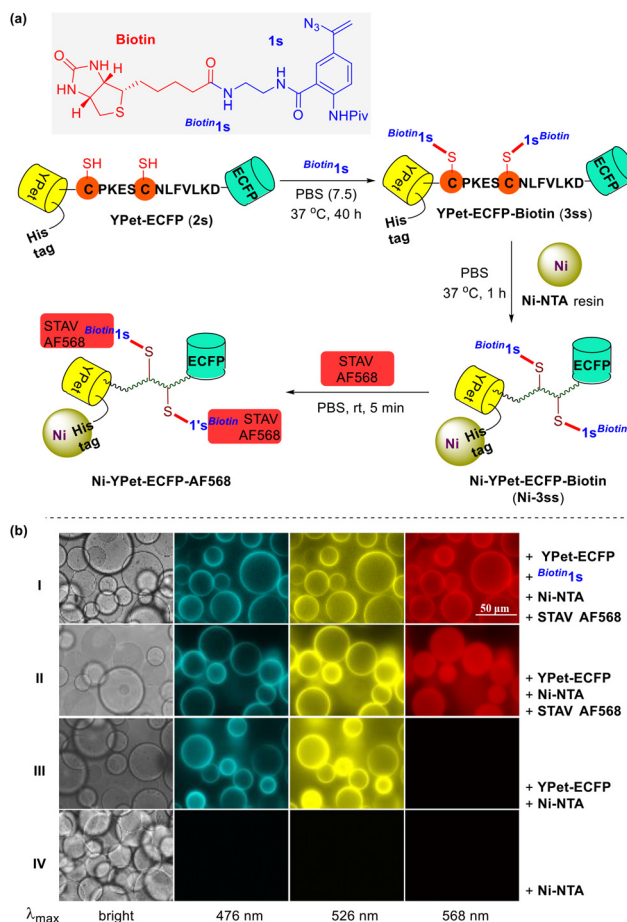 (a)
Biotin
1s
N3
O
HN
NH
H
H
S
O
N
H
H
N
O
NHPiv
Biotin1s
SH
SH
YPet
C PKES C NLFVLKD
ECFP
His
tag
YPet-ECFP (2s)
Biotin1s
PBS (7.5)
37 °C, 40 h
Biotin1s
1sBiotin
S
S
YPet
C PKES C NLFVLKD
ECFP
His
tag
YPet-ECFP-Biotin (3ss)
PBS
37 °C, 1 h
Ni
Ni-NTA resin
Biotin1s
S
ECFP
YPet
S
1sBiotin
Ni
His
tag
Ni-YPet-ECFP-Biotin
(Ni-3ss)
STAV
AF568
PBS, rt, 5 min
STAV
AF568
Biotin1s
S
ECFP
YPet
S
1'sBiotin
STAV
AF568
Ni
His
tag
Ni-YPet-ECFP-AF568
(b)
I
+ YPet-ECFP
+ Biotin1s
+ Ni-NTA
+ STAV AF568
50 µm
II
+ YPet-ECFP
+ Ni-NTA
+ STAV AF568
III
+ YPet-ECFP
+ Ni-NTA
IV
+ Ni-NTA
λmax bright 476 nm 526 nm 568 nm